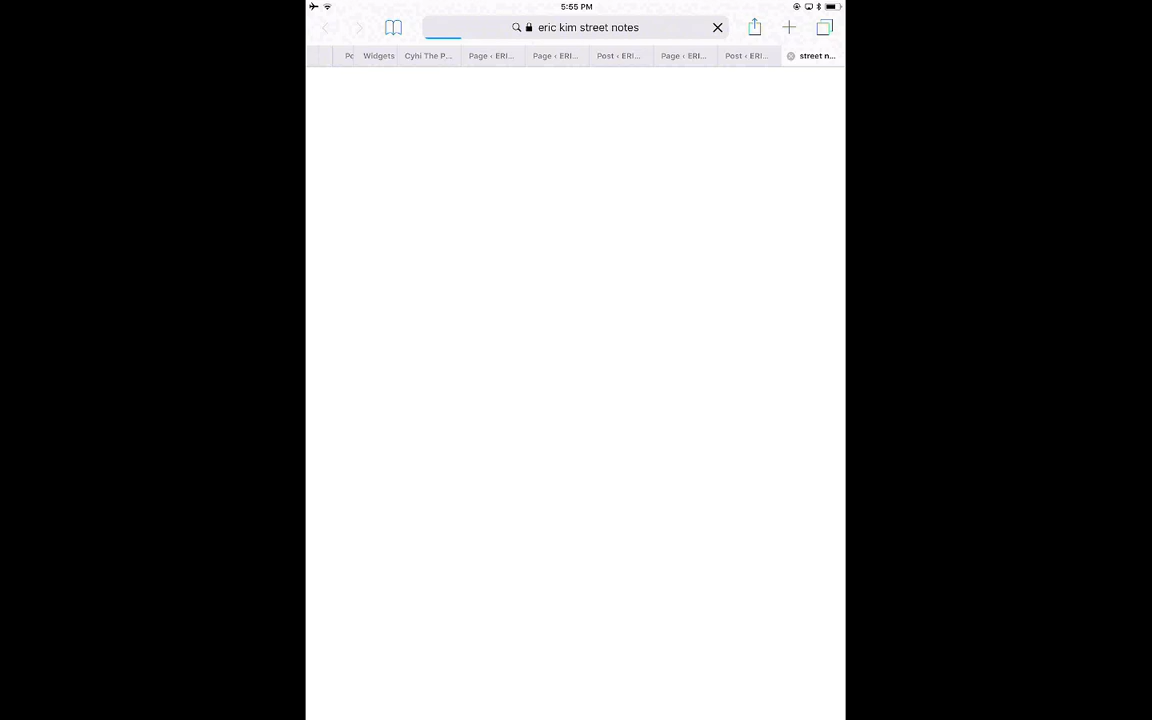 5:55 PM
eric kim street notes
Po Widgets Cyhi The P... Page ‹ ERI... Page ‹ ERI... Post ‹ ERI... Page ‹ ERI... Post ‹ ERI... street n...